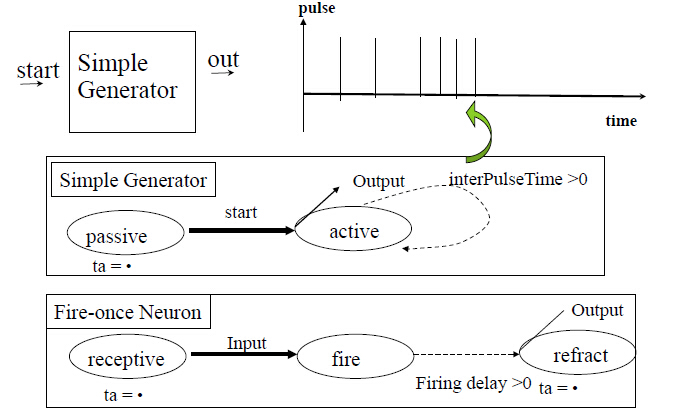 pulse
start
Simple
Generator
out
time
Simple Generator
Output
interPulseTime >0
start
passive
active
ta = •
Fire-once Neuron
Output
Input
receptive
fire
refract
Firing delay >0
ta = •
ta = •